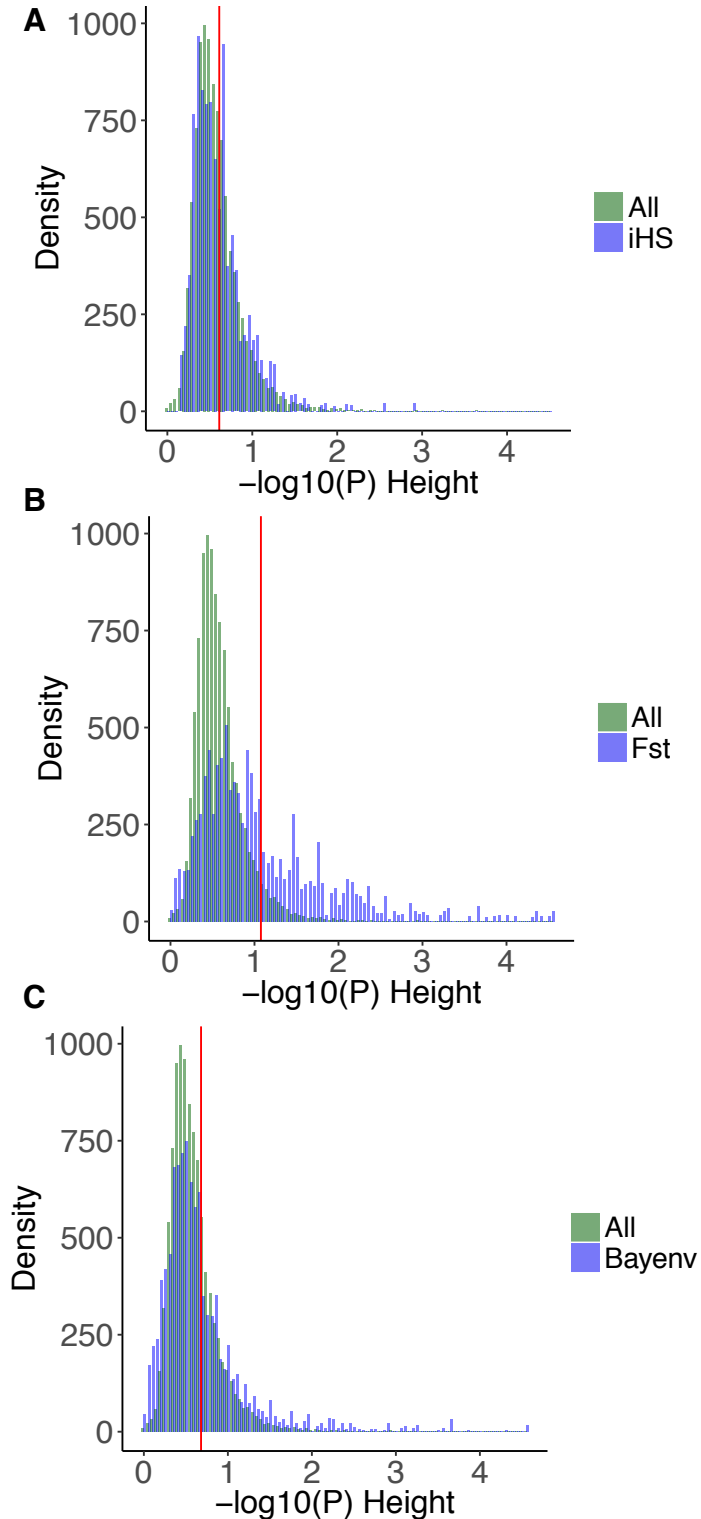 A
1000
750
500
250
0
Density
0 1 2 3 4
−log10(P) Height
All
iHS
B
1000
750
500
250
0
Density
0 1 2 3 4
−log10(P) Height
All
Fst
C
1000
750
500
250
0
Density
0 1 2 3 4
−log10(P) Height
All
Bayenv